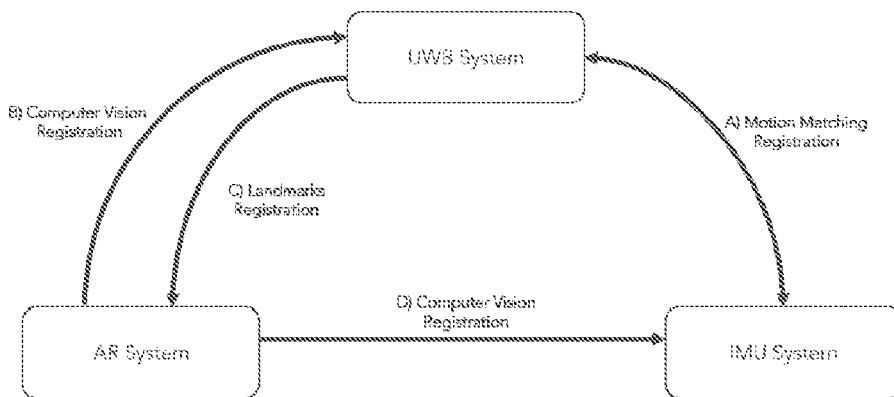 UWB System
B) Computer Vision
Registration
A) Motion Matching
Registration
C) Landmarks
Registration
D) Computer Vision
Registration
AR System
IMU System